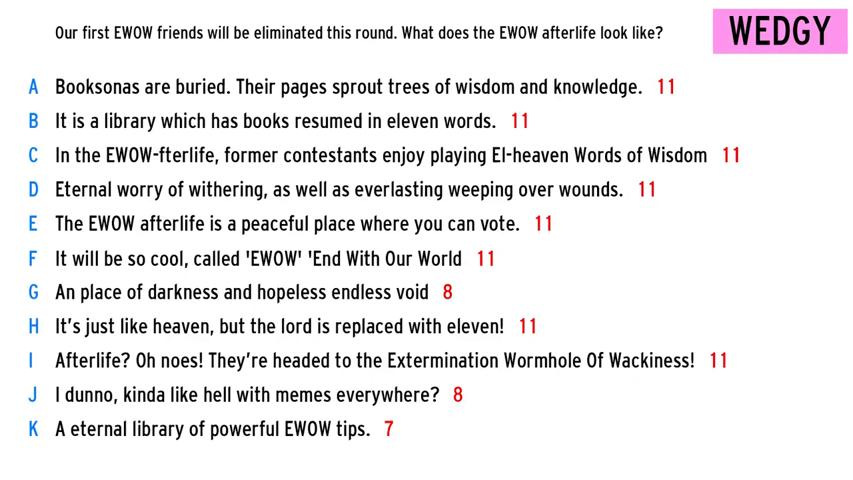 Our first EWOW friends will be eliminated this round. What does the EWOW afterlife look like?
WEDGY
A Booksonas are buried. Their pages sprout trees of wisdom and knowledge. 11
B It is a library which has books resumed in eleven words. 11
C In the EWOW-fterlife, former contestants enjoy playing El-heaven Words of Wisdom 11
D Eternal worry of withering, as well as everlasting weeping over wounds. 11
E The EWOW afterlife is a peaceful place where you can vote. 11
F It will be so cool, called 'EWOW' 'End With Our World 11
G An place of darkness and hopeless endless void 8
H It's just like heaven, but the lord is replaced with eleven! 11
I Afterlife? Oh noes! They're headed to the Extermination Wormhole Of Wackiness! 11
J I dunno, kinda like hell with memes everywhere? 8
K A eternal library of powerful EWOW tips. 7